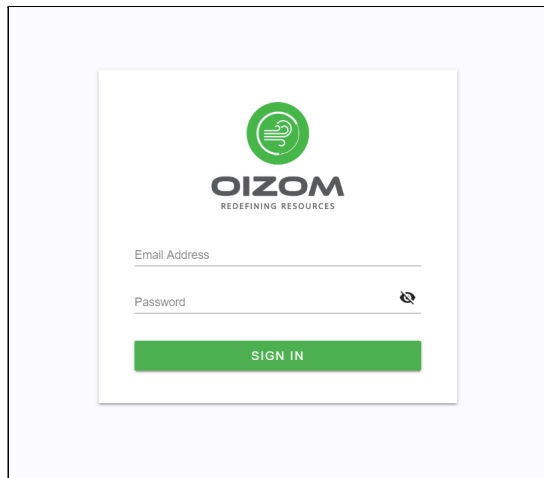 OIZOM
REDEFINING RESOURCES
Email Address
Password
SIGN IN